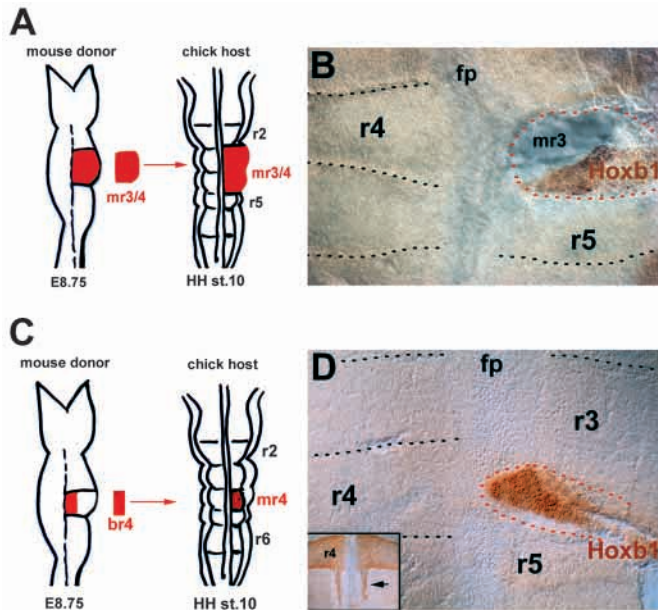 A
mouse donor
chick host
r2
mr3/4
mr3/4
r5
E8.75
HH st.10
B
fp
r4
mr3
Hoxb1
r5
C
mouse donor
chick host
r2
br4
mr4
r6
E8.75
HH st.10
D
fp
r3
r4
r4
r5
Hoxb1